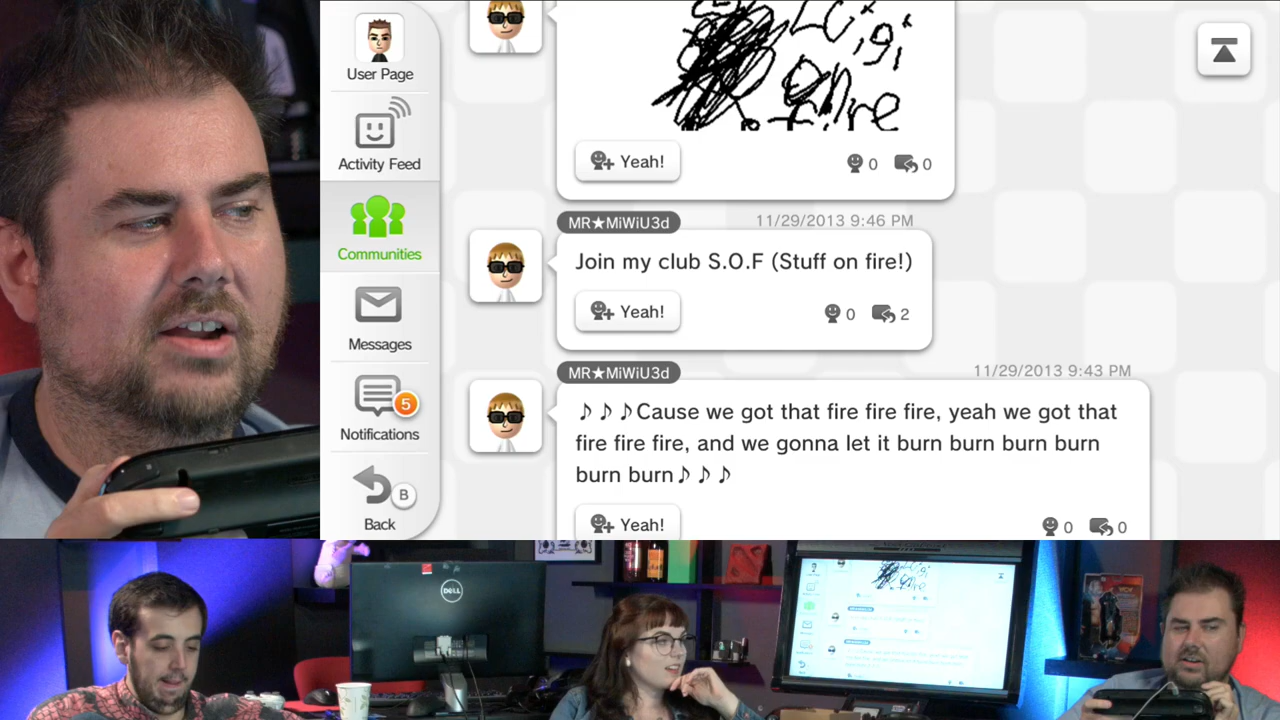 LUigi
On
fire
User Page
Yeah!
0
0
Activity Feed
MR★MiWiU3d
11/29/2013 9:46 PM
Join my club S.O.F (Stuff on fire!)
Communities
Yeah!
0
2
Messages
MR★MiWiU3d
11/29/2013 9:43 PM
♪♪♪Cause we got that fire fire fire, yeah we got that
fire fire fire, and we gonna let it burn burn burn burn
burn burn♪♪♪
5
Notifications
B
Back
Yeah!
0
0
DELL